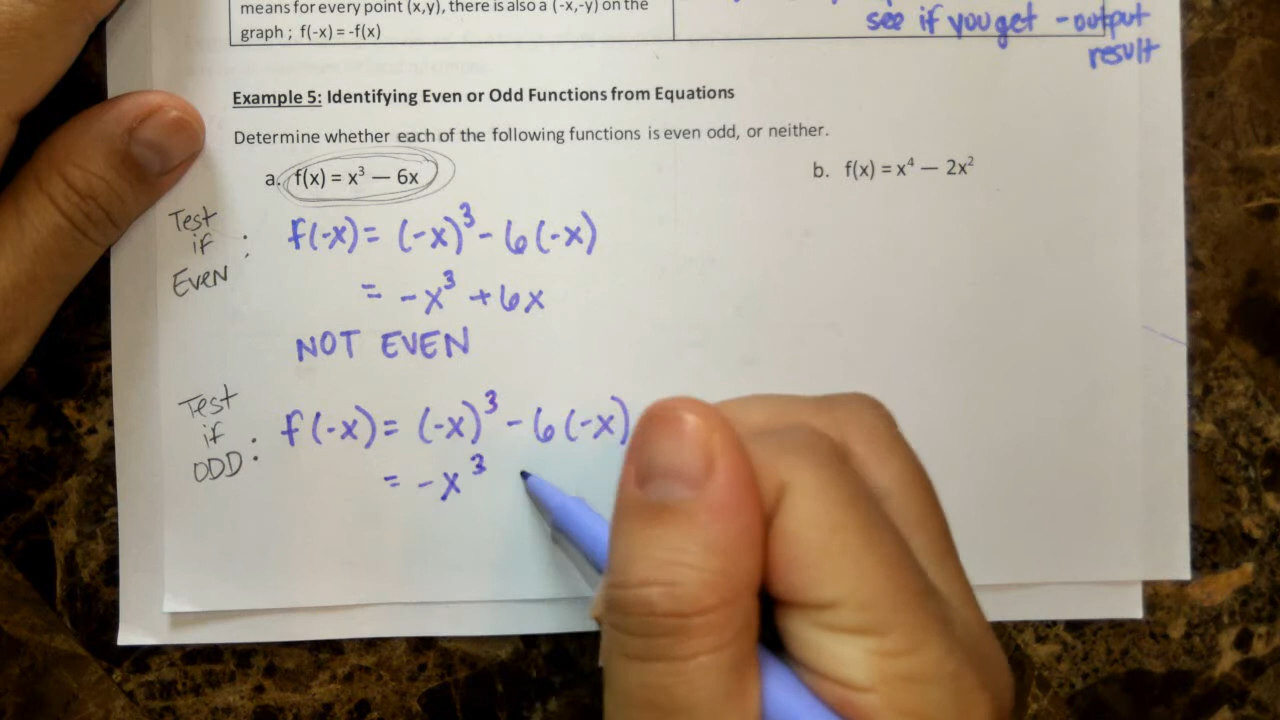 means for every point (x,y), there is also a (-x,-y) on the
graph ; f(-x) = -f(x)
see if you get -output
result
Example 5: Identifying Even or Odd Functions from Equations
Determine whether each of the following functions is even odd, or neither.
a. f(x) = x³ — 6x
b. f(x) = x⁴ — 2x²
Test
if
EVEN :
f(-x) = (-x)³ - 6(-x)
= -x³ + 6x
NOT EVEN
Test
if
ODD :
f(-x) = (-x)³ - 6(-x)
= -x³